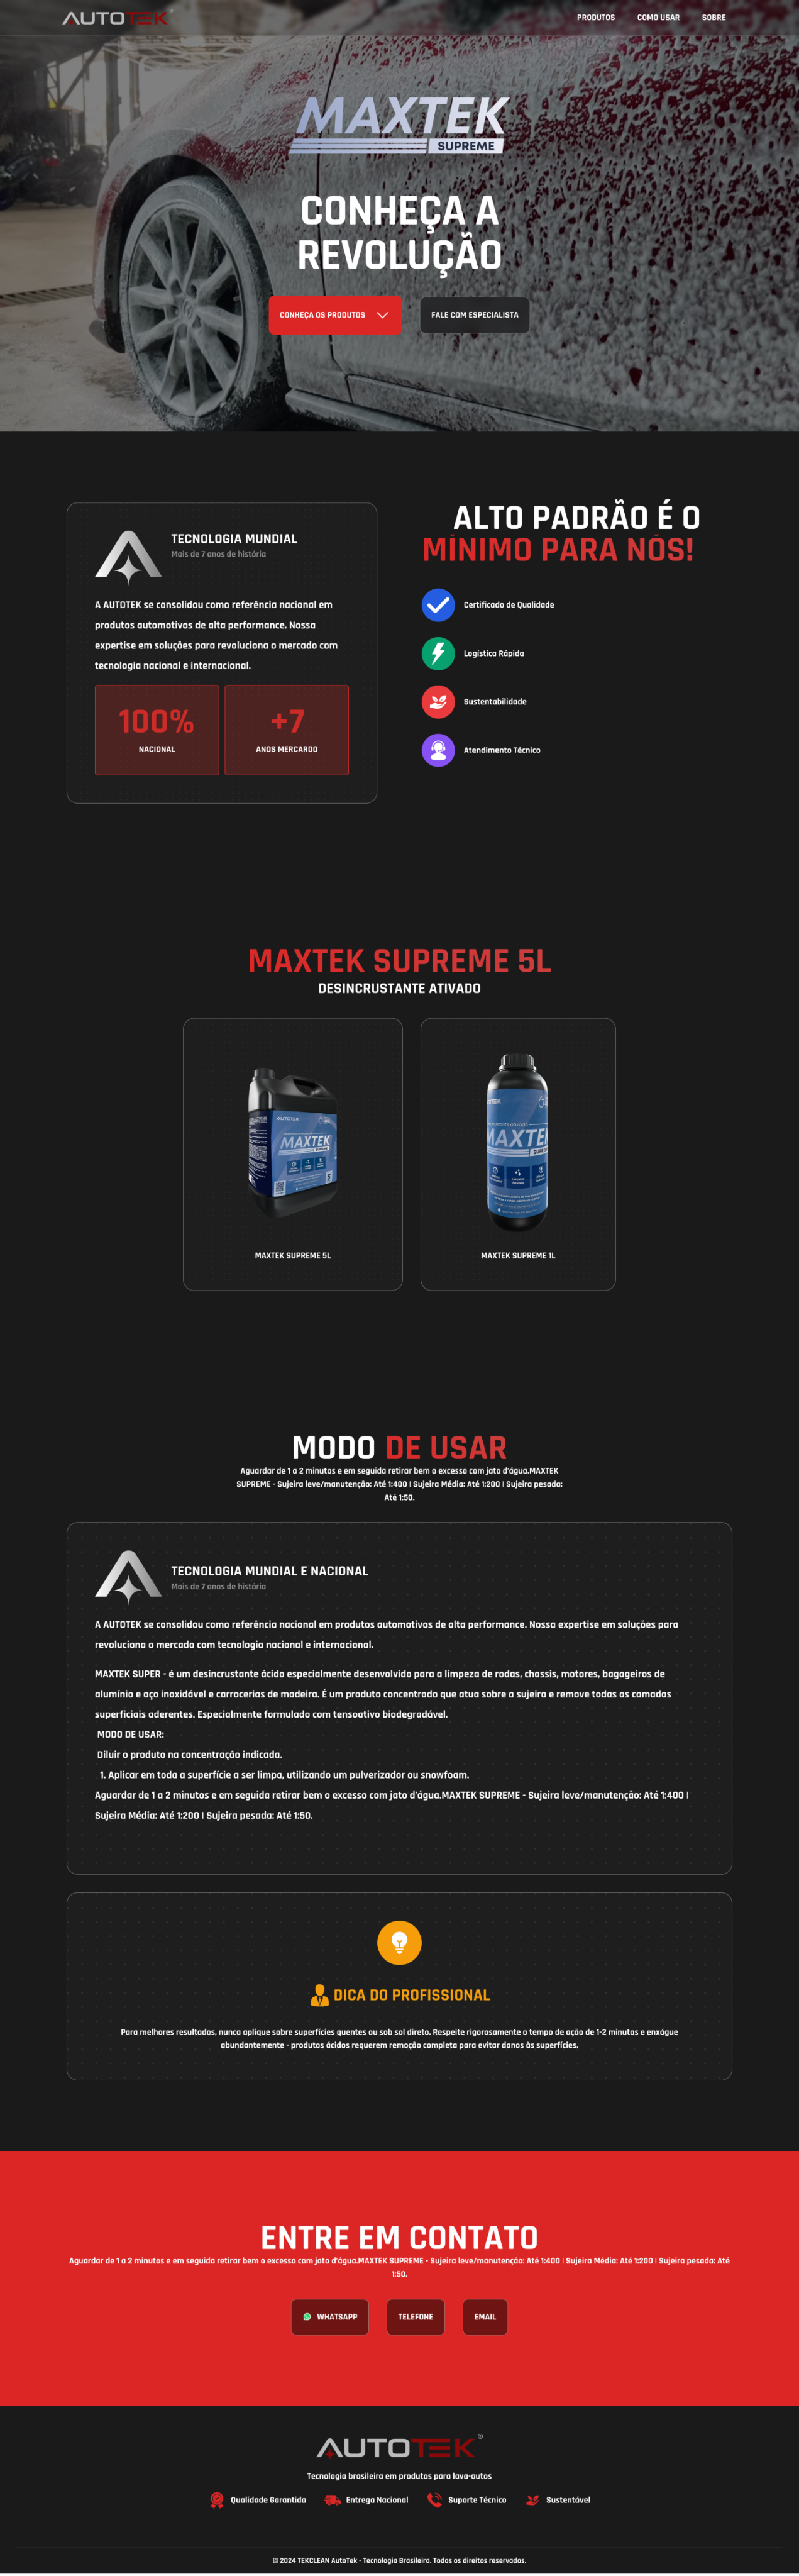 AUTOTEK®
PRODUTOS COMO USAR SOBRE
MAXTEK
SUPREME
CONHEÇA A
REVOLUÇÃO
CONHEÇA OS PRODUTOS
FALE COM ESPECIALISTA
TECNOLOGIA MUNDIAL
Mais de 7 anos de história
A AUTOTEK se consolidou como referência nacional em
produtos automotivos de alta performance. Nossa
expertise em soluções para revoluciona o mercado com
tecnologia nacional e internacional.
100%
NACIONAL
+7
ANOS MERCARDO
ALTO PADRÃO É O
MÍNIMO PARA NÓS!
Certificado de Qualidade
Logística Rápida
Sustentabilidade
Atendimento Técnico
MAXTEK SUPREME 5L
DESINCRUSTANTE ATIVADO
AUTOTEK
MAXTEK
MAXTEK SUPREME 5L
MAXTEK SUPREME 1L
MODO DE USAR
Aguardar de 1 a 2 minutos e em seguida retirar bem o excesso com jato d'água.MAXTEK
SUPREME - Sujeira leve/manutenção: Até 1:400 | Sujeira Média: Até 1:200 | Sujeira pesada:
Até 1:50.
TECNOLOGIA MUNDIAL E NACIONAL
Mais de 7 anos de história
A AUTOTEK se consolidou como referência nacional em produtos automotivos de alta performance. Nossa expertise em soluções para
revoluciona o mercado com tecnologia nacional e internacional.
MAXTEK SUPER - é um desincrustante ácido especialmente desenvolvido para a limpeza de rodas, chassis, motores, bagageiros de
alumínio e aço inoxidável e carrocerias de madeira. É um produto concentrado que atua sobre a sujeira e remove todas as camadas
superficiais aderentes. Especialmente formulado com tensoativo biodegradável.
MODO DE USAR:
Diluir o produto na concentração indicada.
1. Aplicar em toda a superfície a ser limpa, utilizando um pulverizador ou snowfoam.
Aguardar de 1 a 2 minutos e em seguida retirar bem o excesso com jato d'água.MAXTEK SUPREME - Sujeira leve/manutenção: Até 1:400 |
Sujeira Média: Até 1:200 | Sujeira pesada: Até 1:50.
DICA DO PROFISSIONAL
Para melhores resultados, nunca aplique sobre superfícies quentes ou sob sol direto. Respeite rigorosamente o tempo de ação de 1-2 minutos e enxágue
abundantemente - produtos ácidos requerem remoção completa para evitar danos às superfícies.
ENTRE EM CONTATO
Aguardar de 1 a 2 minutos e em seguida retirar bem o excesso com jato d'água.MAXTEK SUPREME - Sujeira leve/manutenção: Até 1:400 | Sujeira Média: Até 1:200 | Sujeira pesada: Até
1:50.
WHATSAPP
TELEFONE
EMAIL
AUTOTEK®
Tecnologia brasileira em produtos para lava-autos
Qualidade Garantida Entrega Nacional Suporte Técnico Sustentável
© 2024 TEKCLEAN AutoTek - Tecnologia Brasileira. Todos os direitos reservados.